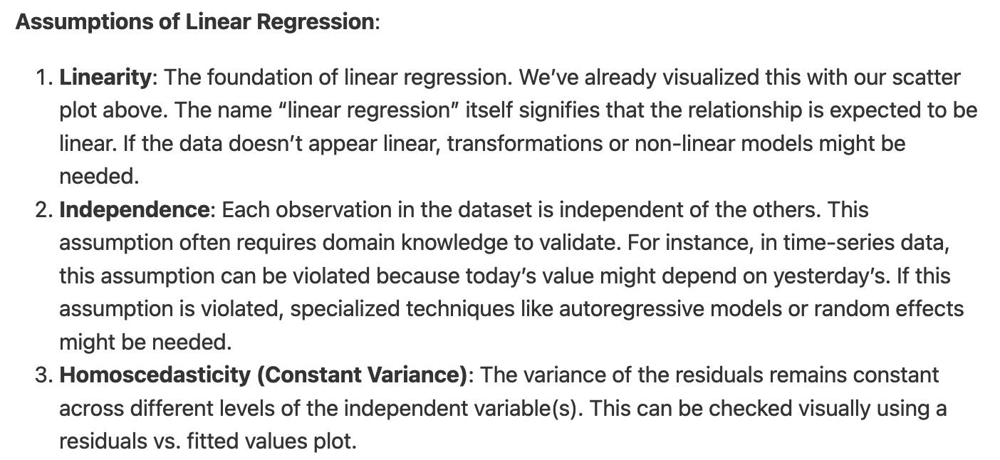 Assumptions of Linear Regression:
1. Linearity: The foundation of linear regression. We’ve already visualized this with our scatter
plot above. The name “linear regression” itself signifies that the relationship is expected to be
linear. If the data doesn’t appear linear, transformations or non-linear models might be
needed.
2. Independence: Each observation in the dataset is independent of the others. This
assumption often requires domain knowledge to validate. For instance, in time-series data,
this assumption can be violated because today’s value might depend on yesterday’s. If this
assumption is violated, specialized techniques like autoregressive models or random effects
might be needed.
3. Homoscedasticity (Constant Variance): The variance of the residuals remains constant
across different levels of the independent variable(s). This can be checked visually using a
residuals vs. fitted values plot.